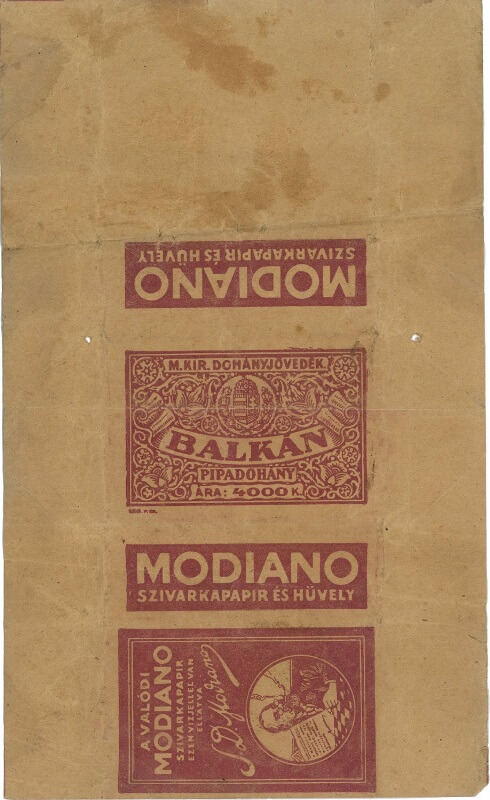 MODIANO
SZIVARKAPAPIR ÉS HÜVELY
M. KIR. DOHÁNYJÖVEDÉK
BALKÁN
PIPADOHÁNY
ÁRA: 4000 K.
MODIANO
SZIVARKAPAPIR ÉS HÜVELY
A VALÓDI
MODIANO
SZIVARKAPAPIR
EZEN VIZJELLEL VAN
ELLÁTVA
S.D. Modiano